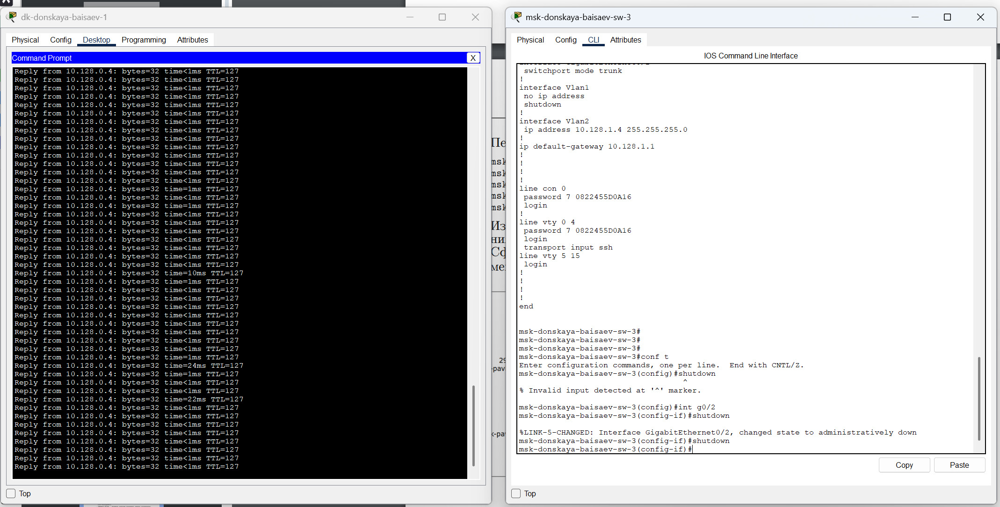 dk-donskaya-baisaev-1
Physical Config Desktop Programming Attributes
Command Prompt
X
Reply from 10.128.0.4: bytes=32 time<1ms TTL=127
Reply from 10.128.0.4: bytes=32 time<1ms TTL=127
Reply from 10.128.0.4: bytes=32 time<1ms TTL=127
Reply from 10.128.0.4: bytes=32 time<1ms TTL=127
Reply from 10.128.0.4: bytes=32 time<1ms TTL=127
Reply from 10.128.0.4: bytes=32 time<1ms TTL=127
Reply from 10.128.0.4: bytes=32 time<1ms TTL=127
Reply from 10.128.0.4: bytes=32 time<1ms TTL=127
Reply from 10.128.0.4: bytes=32 time<1ms TTL=127
Reply from 10.128.0.4: bytes=32 time<1ms TTL=127
Reply from 10.128.0.4: bytes=32 time<1ms TTL=127
Reply from 10.128.0.4: bytes=32 time<1ms TTL=127
Reply from 10.128.0.4: bytes=32 time<1ms TTL=127
Reply from 10.128.0.4: bytes=32 time<1ms TTL=127
Reply from 10.128.0.4: bytes=32 time=1ms TTL=127
Reply from 10.128.0.4: bytes=32 time<1ms TTL=127
Reply from 10.128.0.4: bytes=32 time=1ms TTL=127
Reply from 10.128.0.4: bytes=32 time<1ms TTL=127
Reply from 10.128.0.4: bytes=32 time<1ms TTL=127
Reply from 10.128.0.4: bytes=32 time<1ms TTL=127
Reply from 10.128.0.4: bytes=32 time<1ms TTL=127
Reply from 10.128.0.4: bytes=32 time<1ms TTL=127
Reply from 10.128.0.4: bytes=32 time<1ms TTL=127
Reply from 10.128.0.4: bytes=32 time<1ms TTL=127
Reply from 10.128.0.4: bytes=32 time=10ms TTL=127
Reply from 10.128.0.4: bytes=32 time=1ms TTL=127
Reply from 10.128.0.4: bytes=32 time<1ms TTL=127
Reply from 10.128.0.4: bytes=32 time<1ms TTL=127
Reply from 10.128.0.4: bytes=32 time<1ms TTL=127
Reply from 10.128.0.4: bytes=32 time<1ms TTL=127
Reply from 10.128.0.4: bytes=32 time<1ms TTL=127
Reply from 10.128.0.4: bytes=32 time<1ms TTL=127
Reply from 10.128.0.4: bytes=32 time<1ms TTL=127
Reply from 10.128.0.4: bytes=32 time<1ms TTL=127
Reply from 10.128.0.4: bytes=32 time=1ms TTL=127
Reply from 10.128.0.4: bytes=32 time=24ms TTL=127
Reply from 10.128.0.4: bytes=32 time=1ms TTL=127
Reply from 10.128.0.4: bytes=32 time<1ms TTL=127
Reply from 10.128.0.4: bytes=32 time<1ms TTL=127
Reply from 10.128.0.4: bytes=32 time=22ms TTL=127
Reply from 10.128.0.4: bytes=32 time<1ms TTL=127
Reply from 10.128.0.4: bytes=32 time<1ms TTL=127
Reply from 10.128.0.4: bytes=32 time<1ms TTL=127
Reply from 10.128.0.4: bytes=32 time<1ms TTL=127
Reply from 10.128.0.4: bytes=32 time<1ms TTL=127
Reply from 10.128.0.4: bytes=32 time<1ms TTL=127
Reply from 10.128.0.4: bytes=32 time<1ms TTL=127
Reply from 10.128.0.4: bytes=32 time<1ms TTL=127
Top
msk-donskaya-baisaev-sw-3
Physical Config CLI Attributes
IOS Command Line Interface
switchport mode trunk
!
interface Vlan1
no ip address
shutdown
!
interface Vlan2
ip address 10.128.1.4 255.255.255.0
!
ip default-gateway 10.128.1.1
!
!
!
!
line con 0
password 7 0822455D0A16
login
!
line vty 0 4
password 7 0822455D0A16
login
transport input ssh
line vty 5 15
login
!
!
!
!
end
msk-donskaya-baisaev-sw-3#
msk-donskaya-baisaev-sw-3#
msk-donskaya-baisaev-sw-3#
msk-donskaya-baisaev-sw-3#conf t
Enter configuration commands, one per line. End with CNTL/Z.
msk-donskaya-baisaev-sw-3(config)#shutdown
^
% Invalid input detected at '^' marker.
msk-donskaya-baisaev-sw-3(config)#int g0/2
msk-donskaya-baisaev-sw-3(config-if)#shutdown
%LINK-5-CHANGED: Interface GigabitEthernet0/2, changed state to administratively down
msk-donskaya-baisaev-sw-3(config-if)#shutdown
msk-donskaya-baisaev-sw-3(config-if)#
Copy Paste
Top